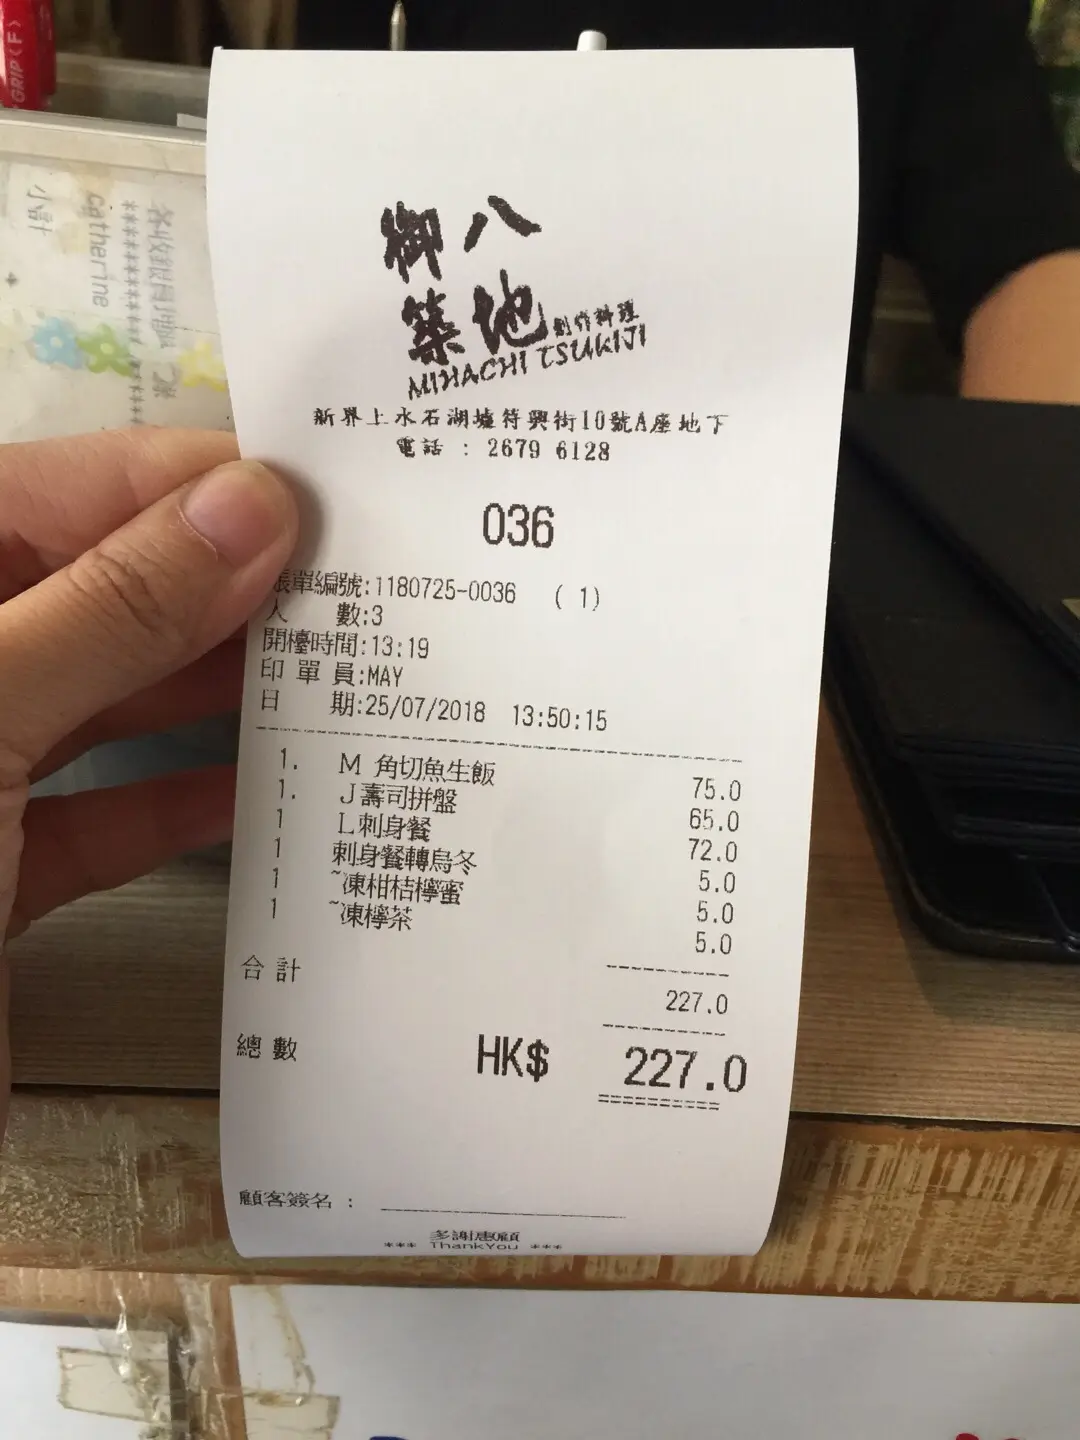 GRIP(F)
小計
catherine
御八
築地
創作料理
MIHACHI TSUKIJI
新界上水石湖墟符興街10號A座地下
電話 : 2679 6128
036
張單編號:1180725-0036 ( 1)
人 數:3
開檯時間:13:19
印單員:MAY
日 期:25/07/2018 13:50:15
1. M 角切魚生飯 75.0
1. J壽司拼盤 65.0
1 L刺身餐 72.0
1 刺身餐轉烏冬 5.0
1 ~凍柑桔檸蜜 5.0
1 ~凍檸茶 5.0
合計 227.0
總數 HK$ 227.0
顧客簽名 :
多謝惠顧
*** ThankYou ***